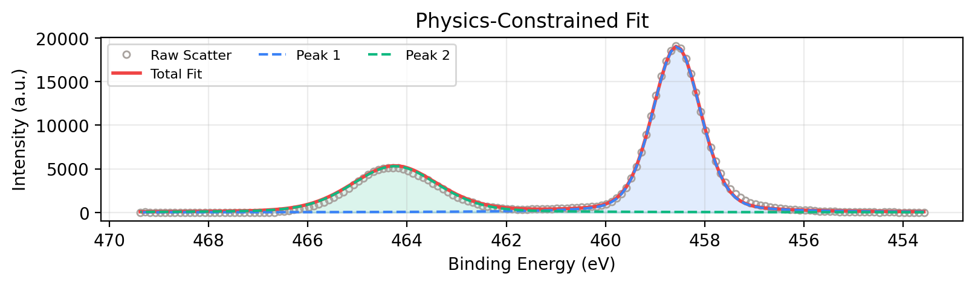 Physics-Constrained Fit
Raw Scatter
Total Fit
Peak 1
Peak 2
Intensity (a.u.)
20000
15000
10000
5000
0
470 468 466 464 462 460 458 456 454
Binding Energy (eV)